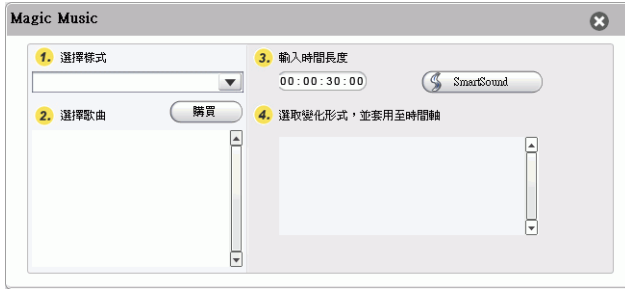 Magic Music
1. 選擇樣式
2. 選擇歌曲
購買
3. 輸入時間長度
00:00:30:00
SmartSound
4. 選取變化形式，並套用至時間軸